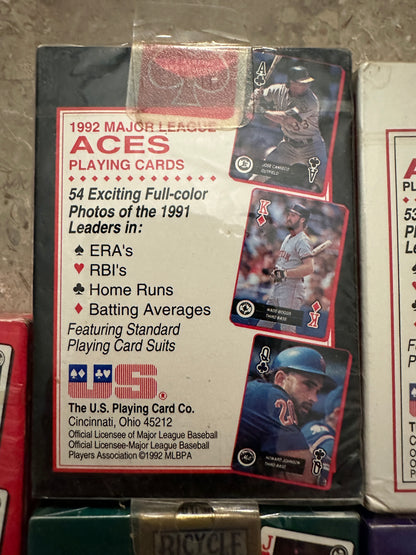 1992 MAJOR LEAGUE
ACES
PLAYING CARDS
54 Exciting Full-color
Photos of the 1991
Leaders in:
♠ ERA's
♥ RBI's
♣ Home Runs
♦ Batting Averages
Featuring Standard
Playing Card Suits
US®
The U.S. Playing Card Co.
Cincinnati, Ohio 45212
Official Licensee of Major League Baseball
Official Licensee-Major League Baseball
Players Association ©1992 MLBPA
A
JOSE CANSECO
OUTFIELD
A
K
WADE BOGGS
THIRD BASE
K
Q
HOWARD JOHNSON
THIRD BASE
Q
A
PLA
53
P
L
BICYCLE
J